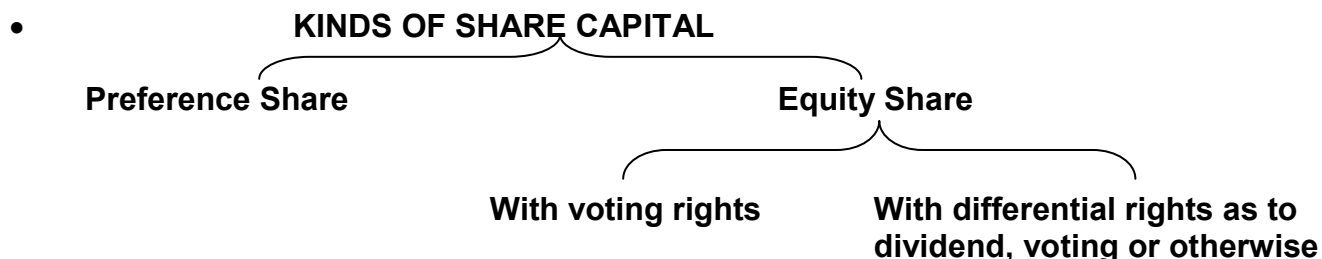 • KINDS OF SHARE CAPITAL
Preference Share Equity Share
With voting rights With differential rights as to
dividend, voting or otherwise